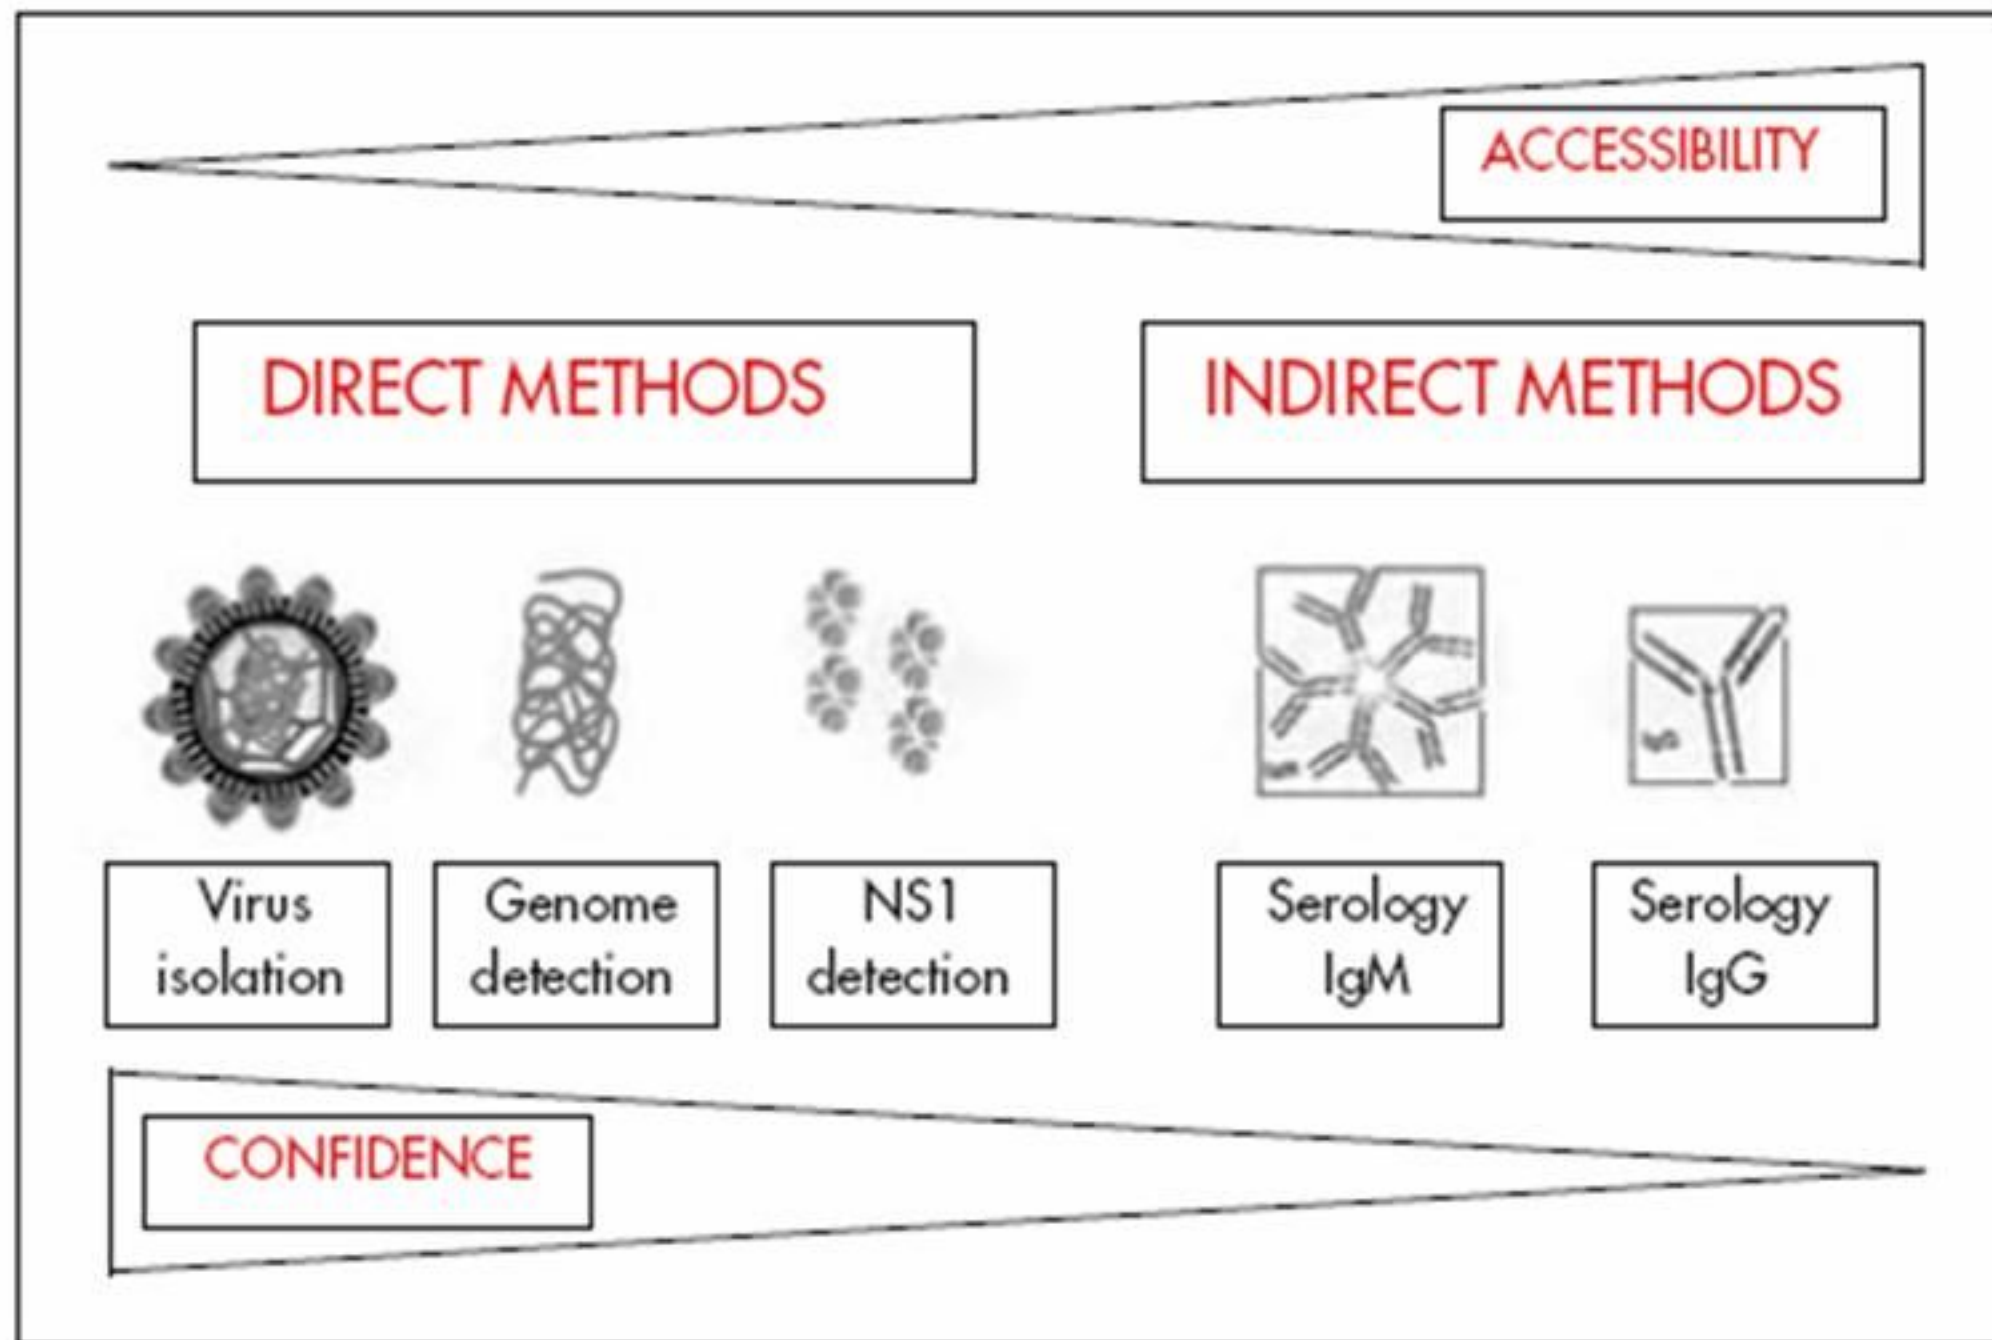 ACCESSIBILITY
DIRECT METHODS
INDIRECT METHODS
Virus
isolation
Genome
detection
NS1
detection
Serology
IgM
Serology
IgG
CONFIDENCE